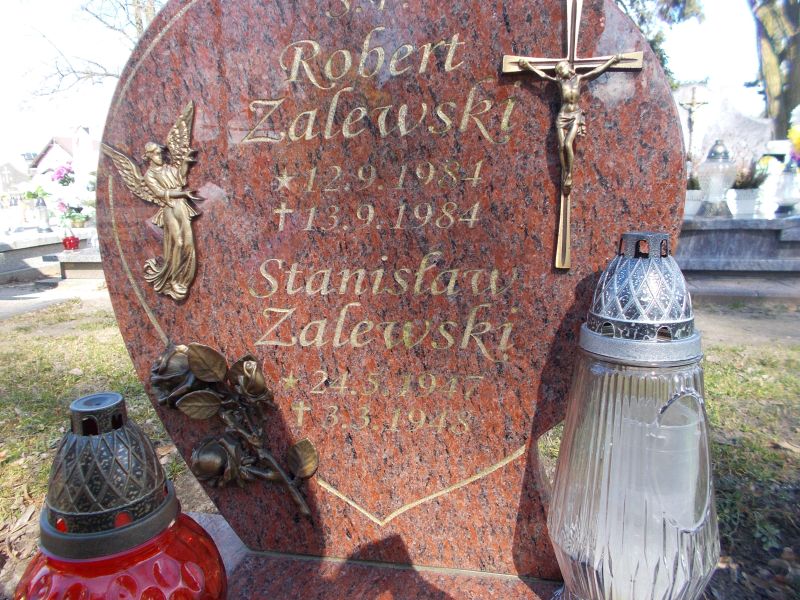 Ś.P.
Robert
Zalewski
★ 12.9.1984
✝ 13.9.1984
Stanisław
Zalewski
★ 24.5.1947
✝ 3.3.1948